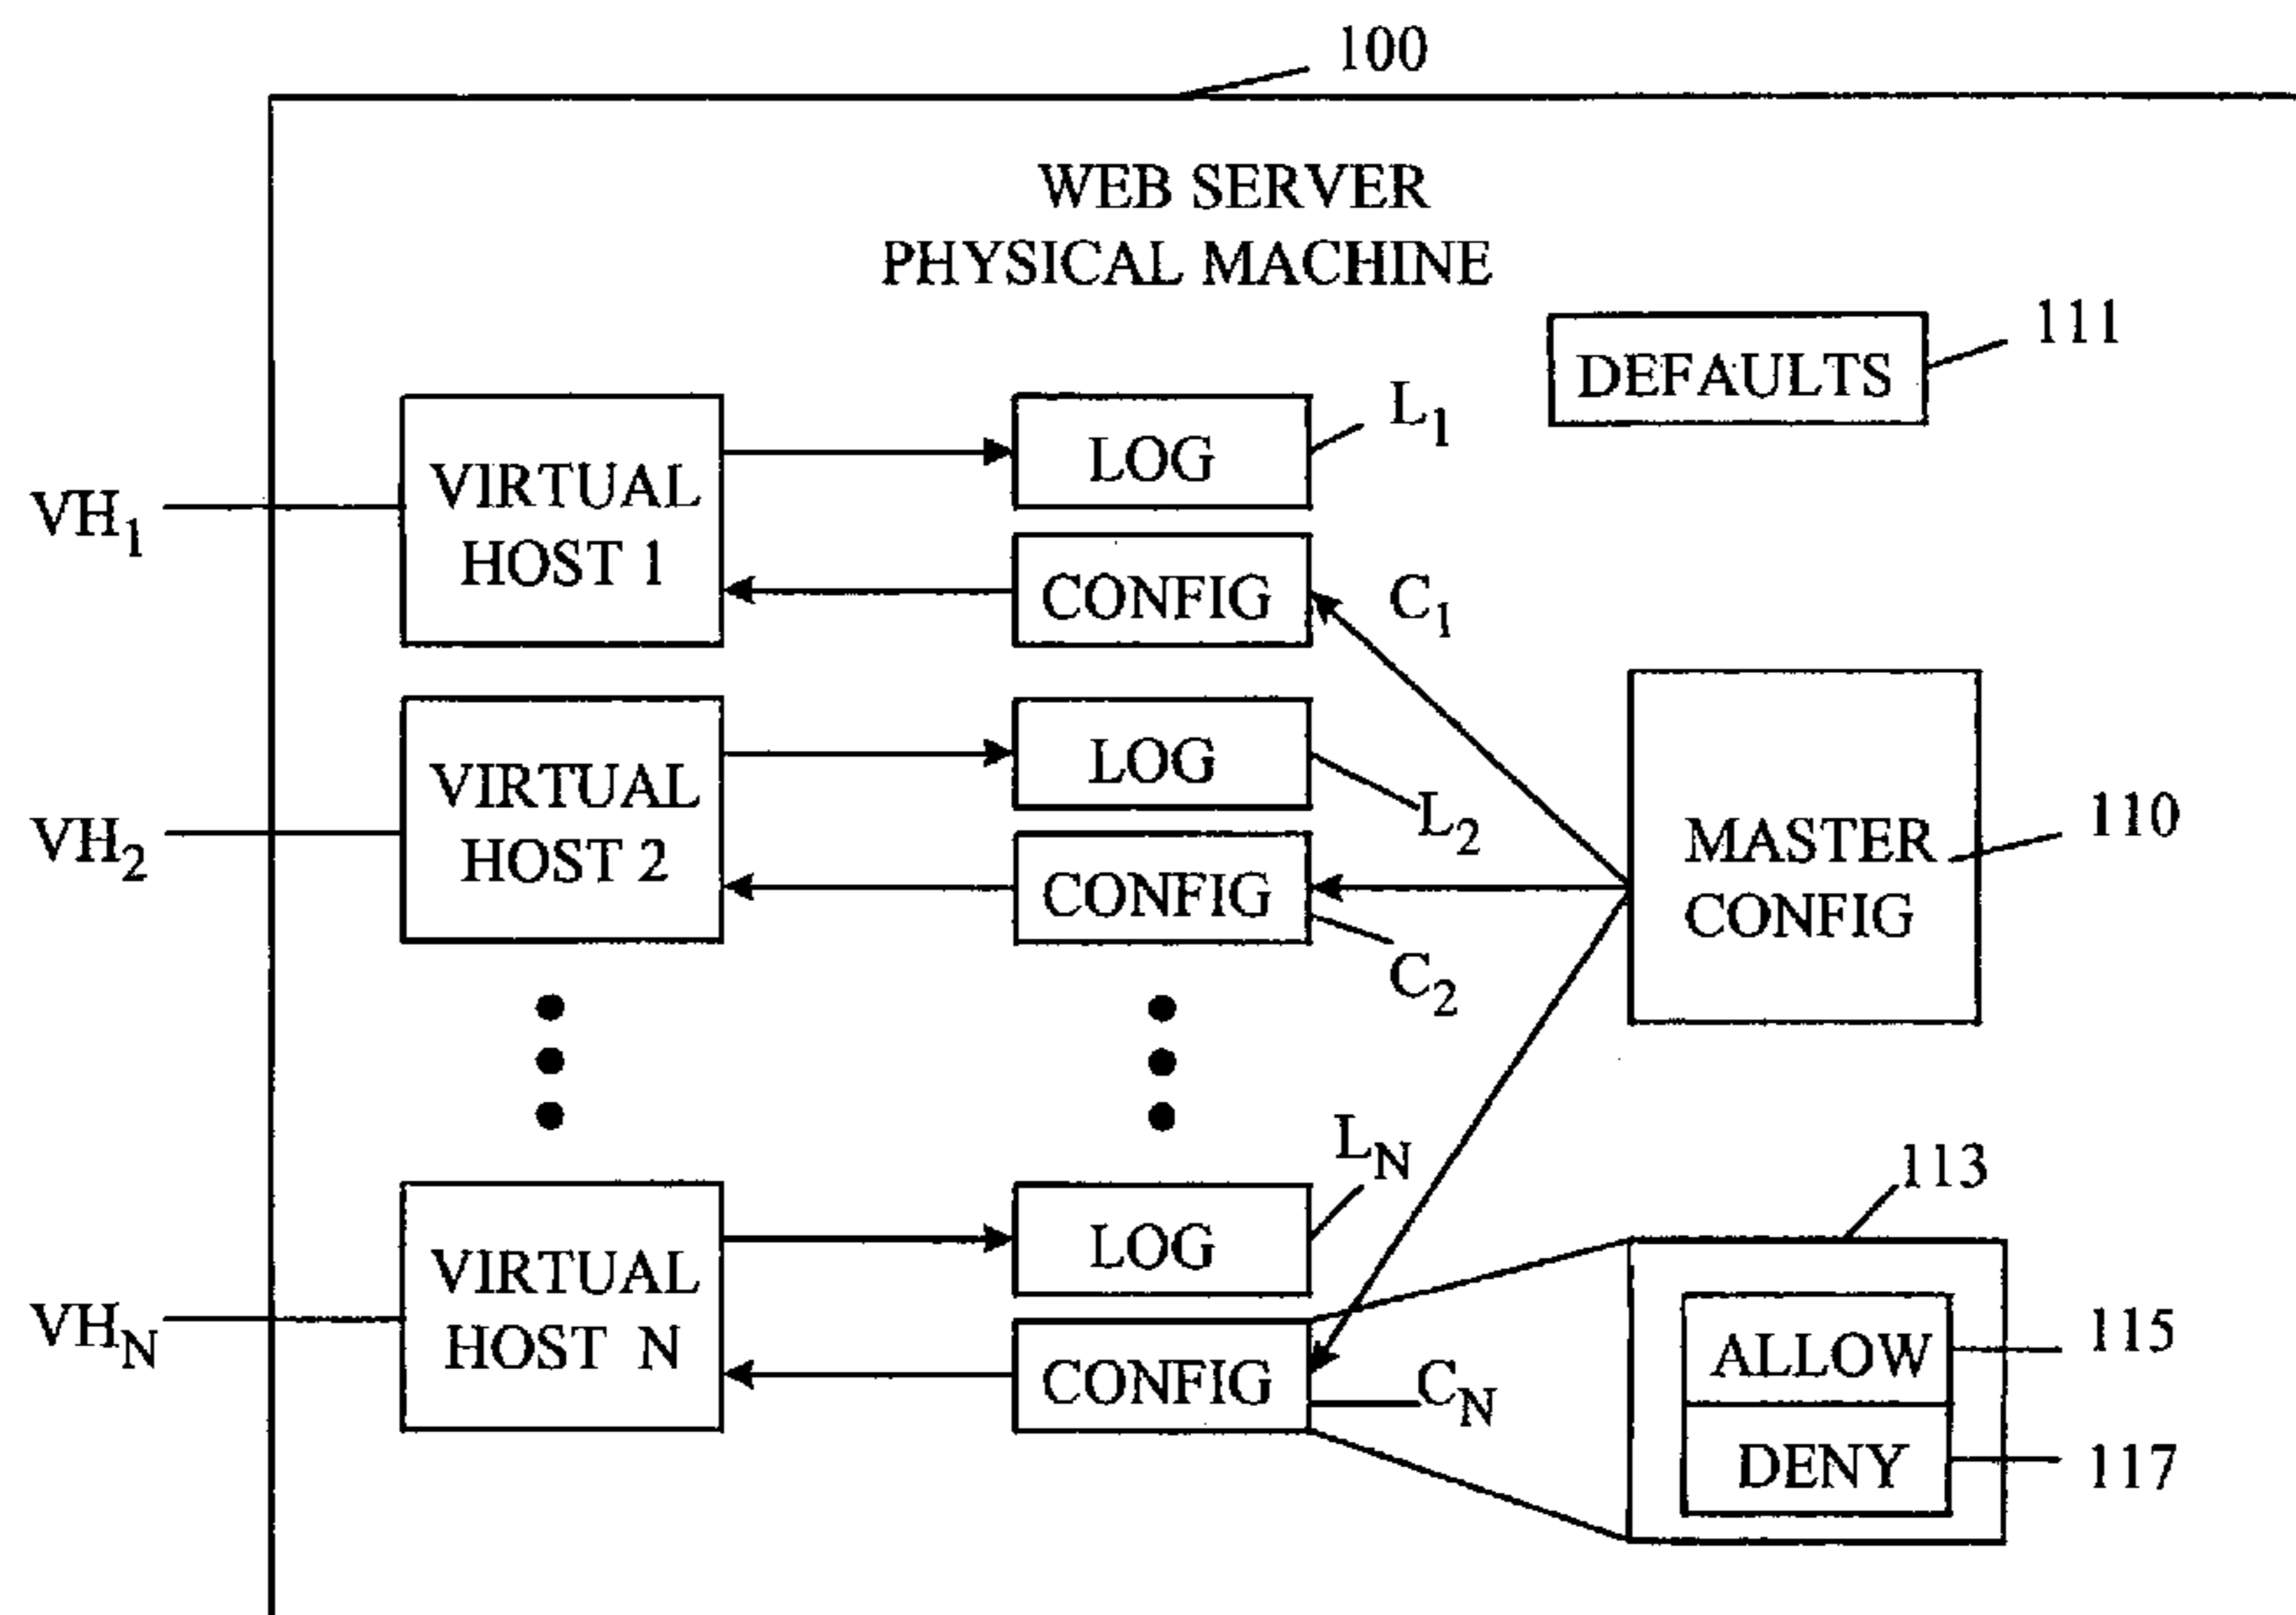 100
WEB SERVER
PHYSICAL MACHINE
DEFAULTS
111
VH1
VIRTUAL
HOST 1
LOG
L1
CONFIG
C1
VH2
VIRTUAL
HOST 2
LOG
L2
CONFIG
C2
MASTER
CONFIG
110
VHN
VIRTUAL
HOST N
LOG
LN
CONFIG
CN
113
ALLOW
115
DENY
117